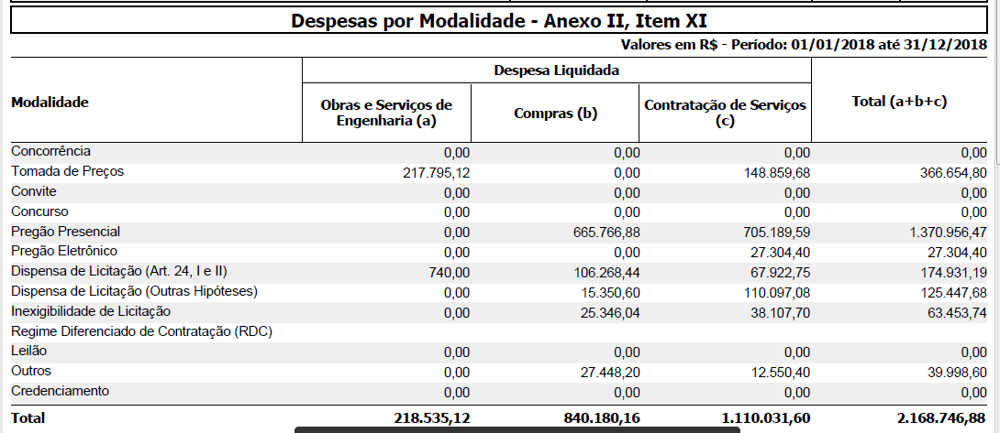 Despesas por Modalidade - Anexo II, Item XI
Valores em R$ - Período: 01/01/2018 até 31/12/2018
Despesa Liquidada
Modalidade
Obras e Serviços de Engenharia (a)
Compras (b)
Contratação de Serviços (c)
Total (a+b+c)
Concorrência 0,00 0,00 0,00 0,00
Tomada de Preços 217.795,12 0,00 148.859,68 366.654,80
Convite 0,00 0,00 0,00 0,00
Concurso 0,00 0,00 0,00 0,00
Pregão Presencial 0,00 665.766,88 705.189,59 1.370.956,47
Pregão Eletrônico 0,00 0,00 27.304,40 27.304,40
Dispensa de Licitação (Art. 24, I e II) 740,00 106.268,44 67.922,75 174.931,19
Dispensa de Licitação (Outras Hipóteses) 0,00 15.350,60 110.097,08 125.447,68
Inexigibilidade de Licitação 0,00 25.346,04 38.107,70 63.453,74
Regime Diferenciado de Contratação (RDC)
Leilão 0,00 0,00 0,00 0,00
Outros 0,00 27.448,20 12.550,40 39.998,60
Credenciamento 0,00 0,00 0,00 0,00
Total 218.535,12 840.180,16 1.110.031,60 2.168.746,88